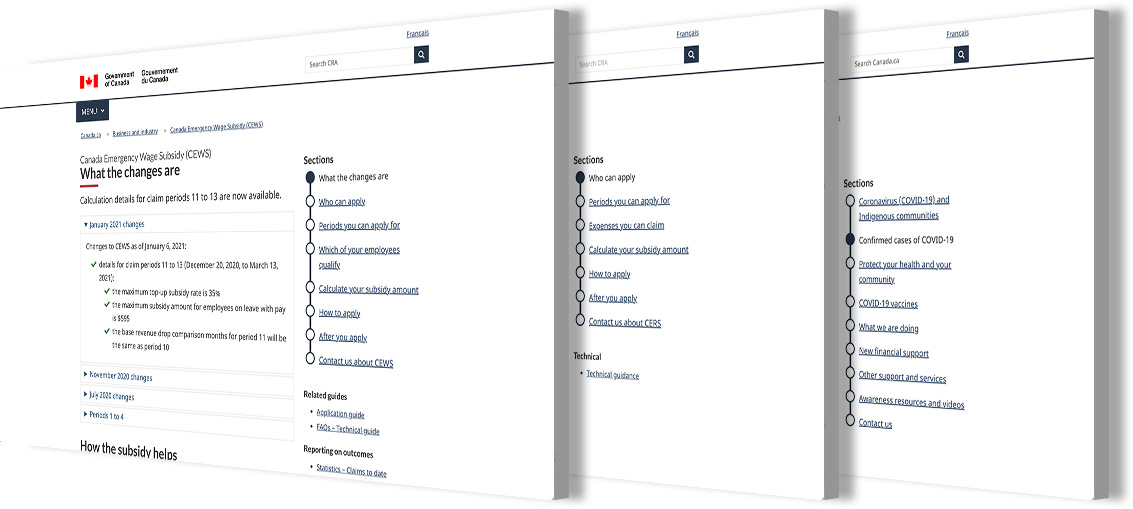 Français
Search CRA
Government
of Canada
Gouvernement
du Canada
MENU
Canada.ca > Business and industry > Canada Emergency Wage Subsidy (CEWS)
Canada Emergency Wage Subsidy (CEWS)
What the changes are
Calculation details for claim periods 11 to 13 are now available.
January 2021 changes
Changes to CEWS as of January 6, 2021:
details for claim periods 11 to 13 (December 20, 2020, to March 13,
2021):
the maximum top-up subsidy rate is 35%
the maximum subsidy amount for employees on leave with pay
is $595
the base revenue drop comparison months for period 11 will be
the same as period 10
November 2020 changes
July 2020 changes
Periods 1 to 4
How the subsidy helps
Sections
What the changes are
Who can apply
Periods you can apply for
Which of your employees
qualify
Calculate your subsidy amount
How to apply
After you apply
Contact us about CEWS
Related guides
Application guide
FAQs – Technical guide
Reporting on outcomes
Statistics – Claims to date
Français
Search CRA
Sections
Who can apply
Periods you can apply for
Expenses you can claim
Calculate your subsidy amount
How to apply
After you apply
Contact us about CERS
Technical
Technical guidance
Français
Search Canada.ca
Sections
Coronavirus (COVID-19) and
Indigenous communities
Confirmed cases of COVID-19
Protect your health and your
community
COVID-19 vaccines
What we are doing
New financial support
Other support and services
Awareness resources and videos
Contact us